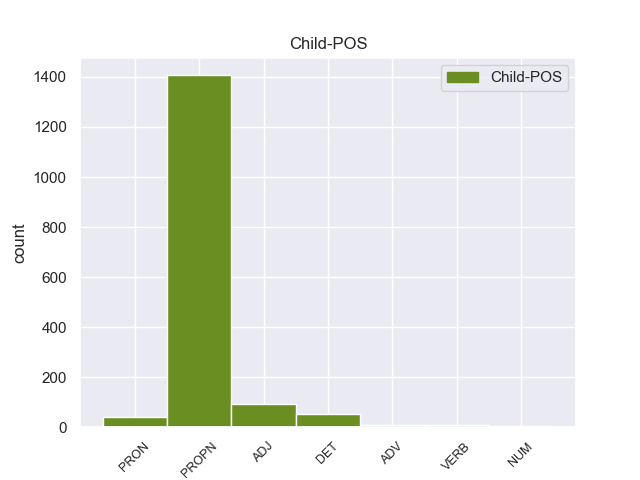 Child-POS
Child-POS
1400
1200
1000
800
600
400
200
0
count
PRON
PROPN
ADJ
DET
ADV
VERB
NUM